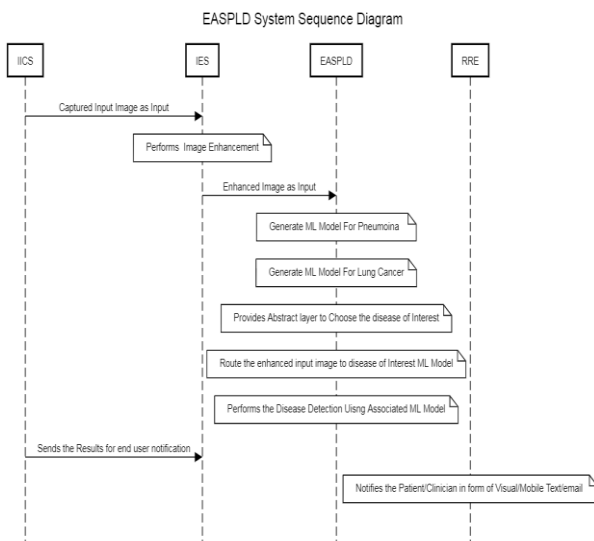 EASPLD System Sequence Diagram
IICS
IES
EASPLD
RRE
Captured Input Image as Input
Performs Image Enhancement
Enhanced Image as Input
Generate ML Model For Pneumoina
Generate ML Model For Lung Cancer
Provides Abstract layer to Choose the disease of Interest
Route the enhanced input image to disease of Interest ML Model
Performs the Disease Detection Uisng Associated ML Model
Sends the Results for end user notification
Notifies the Patient/Clinician in form of Visual/Mobile Text/email